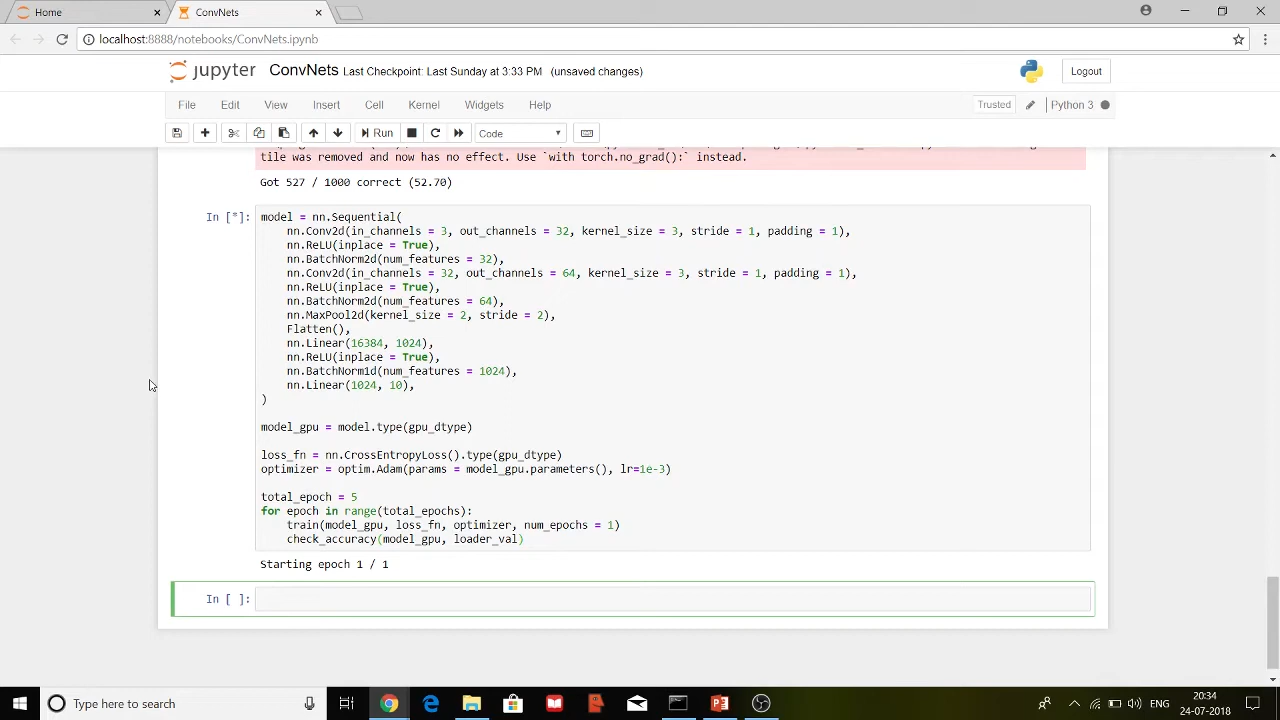 Home
ConvNets
localhost:8888/notebooks/ConvNets.ipynb
jupyter ConvNets Last Checkpoint: Last Sunday at 3:33 PM (unsaved changes)
Logout
File Edit View Insert Cell Kernel Widgets Help
Trusted Python 3
Run Code
tile was removed and now has no effect. Use `with torch.no_grad():` instead.
Got 527 / 1000 correct (52.70)
In [*]: model = nn.Sequential(
nn.Conv2d(in_channels = 3, out_channels = 32, kernel_size = 3, stride = 1, padding = 1),
nn.ReLU(inplace = True),
nn.BatchNorm2d(num_features = 32),
nn.Conv2d(in_channels = 32, out_channels = 64, kernel_size = 3, stride = 1, padding = 1),
nn.ReLU(inplace = True),
nn.BatchNorm2d(num_features = 64),
nn.MaxPool2d(kernel_size = 2, stride = 2),
Flatten(),
nn.Linear(16384, 1024),
nn.ReLU(inplace = True),
nn.BatchNorm1d(num_features = 1024),
nn.Linear(1024, 10),
)
model_gpu = model.type(gpu_dtype)
loss_fn = nn.CrossEntropyLoss().type(gpu_dtype)
optimizer = optim.Adam(params = model_gpu.parameters(), lr=1e-3)
total_epoch = 5
for epoch in range(total_epochs):
train(model_gpu, loss_fn, optimizer, num_epochs = 1)
check_accuracy(model_gpu, loader_val)
Starting epoch 1 / 1
In [ ]:
Type here to search
ENG
20:34
24-07-2018